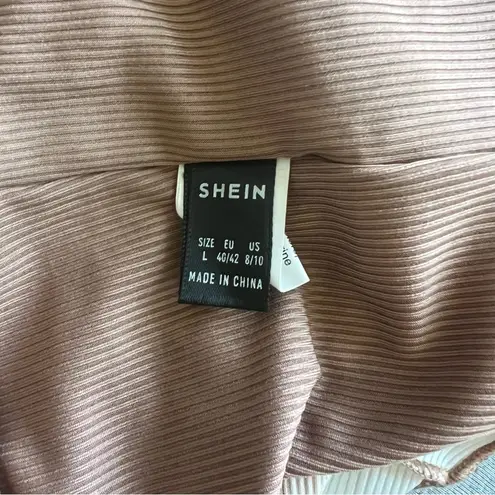 SHEIN
SIZE EU US
L 40/42 8/10
MADE IN CHINA